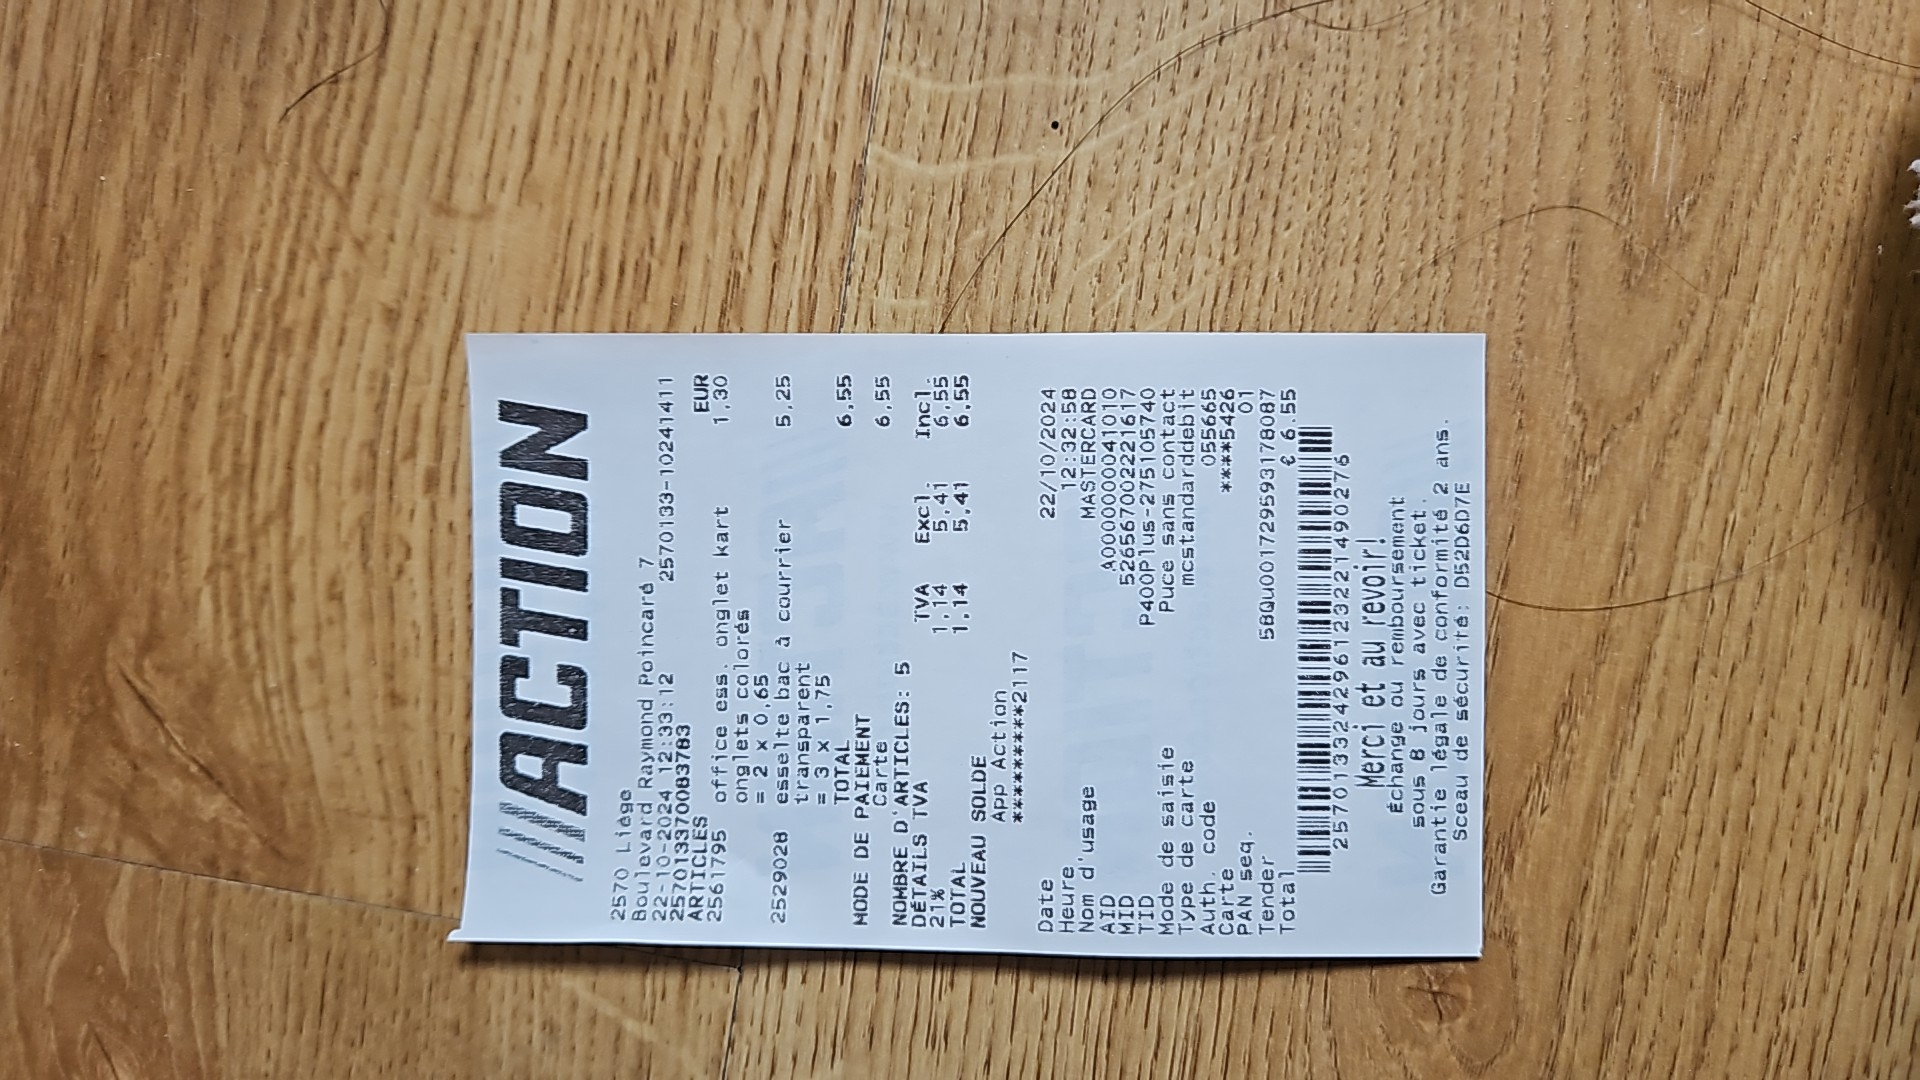 ACTION
2570 Liège
Boulevard Raymond Poincaré 7
22-10-2024 12:33:12 2570133-10241411
257013370083783
ARTICLES EUR
2561795 office ess. onglet kart 1,30
onglets colorés
= 2 x 0,65
2529028 esselte bac à courrier 5,25
transparent
= 3 x 1,75
TOTAL 6,55
MODE DE PAIEMENT
Carte 6,55
NOMBRE D'ARTICLES: 5
DÉTAILS TVA TVA Excl. Incl.
21% 1,14 5,41 6,55
TOTAL 1,14 5,41 6,55
NOUVEAU SOLDE
App Action
*********2117
Date 22/10/2024
Heure 12:32:58
Nom d'usage MASTERCARD
AID A0000000041010
MID 526567002221617
TID P400Plus-275105740
Mode de saisie Puce sans contact
Type de carte mcstandarddebit
Auth. code 055665
Carte ****5426
PAN seq. 01
Tender 58Qu001729593178087
Total € 6.55
2570133242961232214902​76
Merci et au revoir!
Échange ou remboursement
sous 8 jours avec ticket.
(Garantie légale de conformité 2 ans.
Sceau de sécurité: D52D6D7E